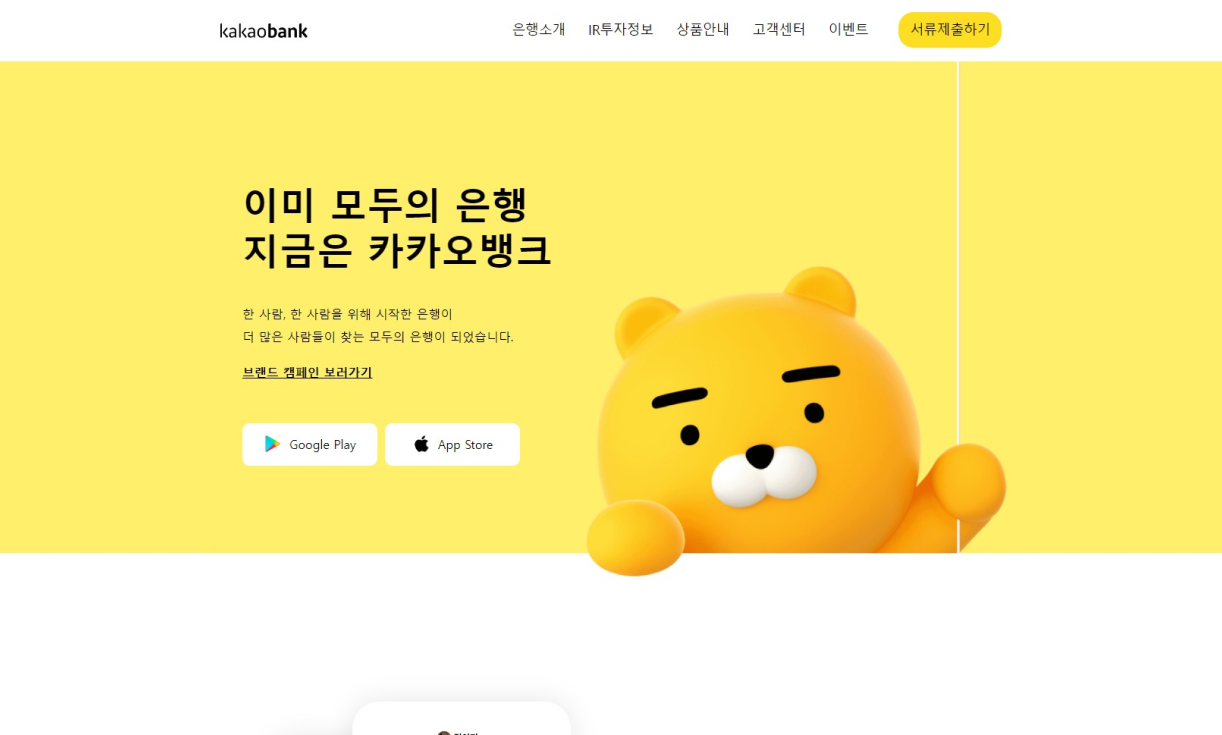 kakaobank
은행소개 IR투자정보 상품안내 고객센터 이벤트 서류제출하기
이미 모두의 은행
지금은 카카오뱅크
한 사람, 한 사람을 위해 시작한 은행이
더 많은 사람들이 찾는 모두의 은행이 되었습니다.
브랜드 캠페인 보러가기
Google Play
App Store